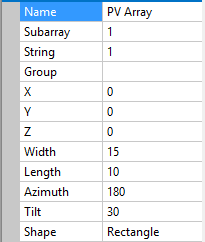 Name PV Array
Subarray 1
String 1
Group
X 0
Y 0
Z 0
Width 15
Length 10
Azimuth 180
Tilt 30
Shape Rectangle